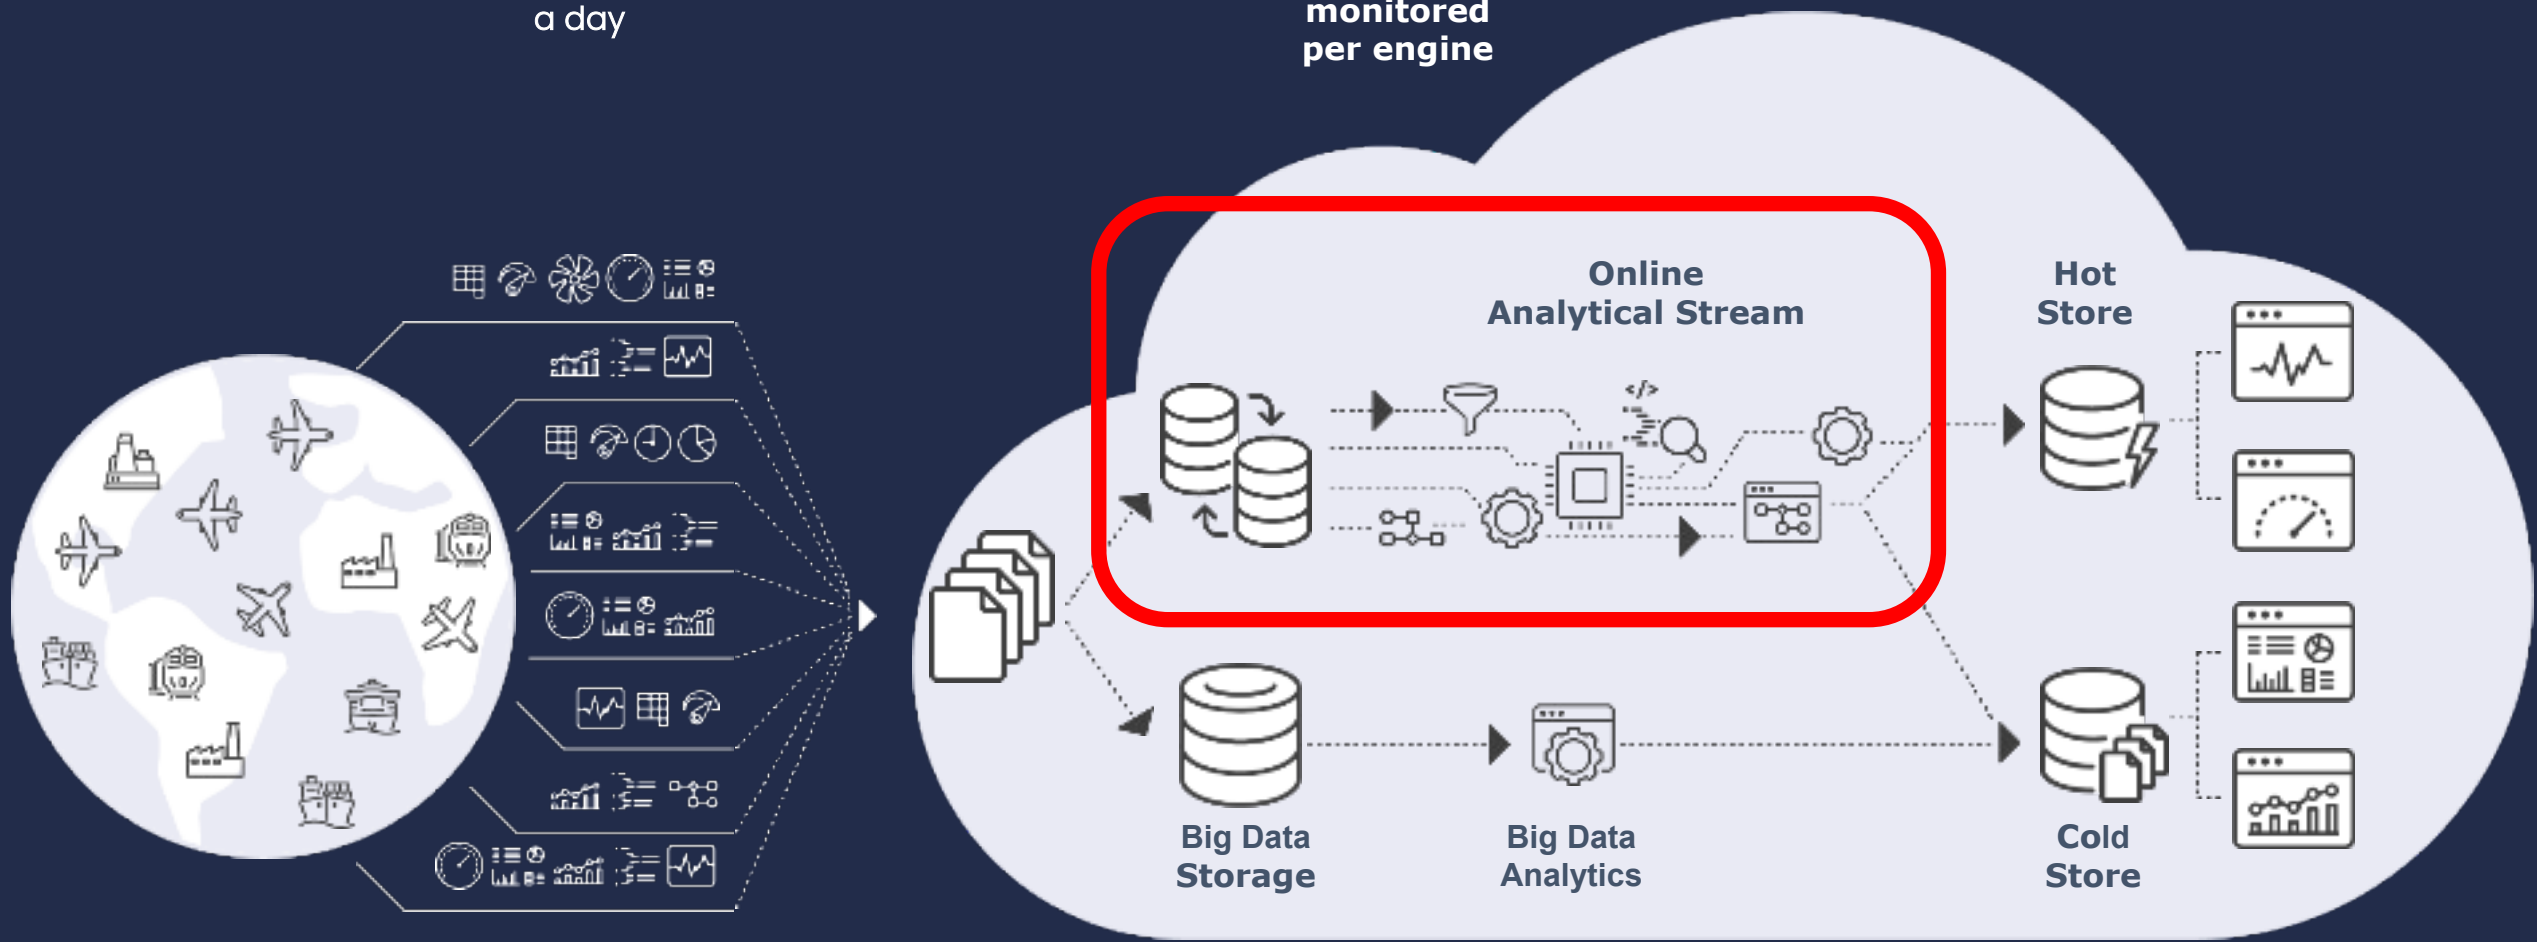 a day
monitored
per engine
Online
Analytical Stream
Hot
Store
</>
Big Data
Storage
Big Data
Analytics
Cold
Store